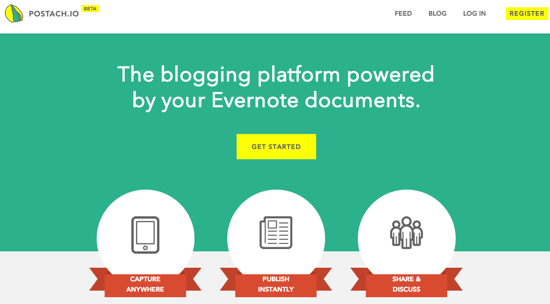 POSTACH.IO BETA
FEED BLOG LOG IN REGISTER
The blogging platform powered
by your Evernote documents.
GET STARTED
CAPTURE
ANYWHERE
PUBLISH
INSTANTLY
SHARE &
DISCUSS